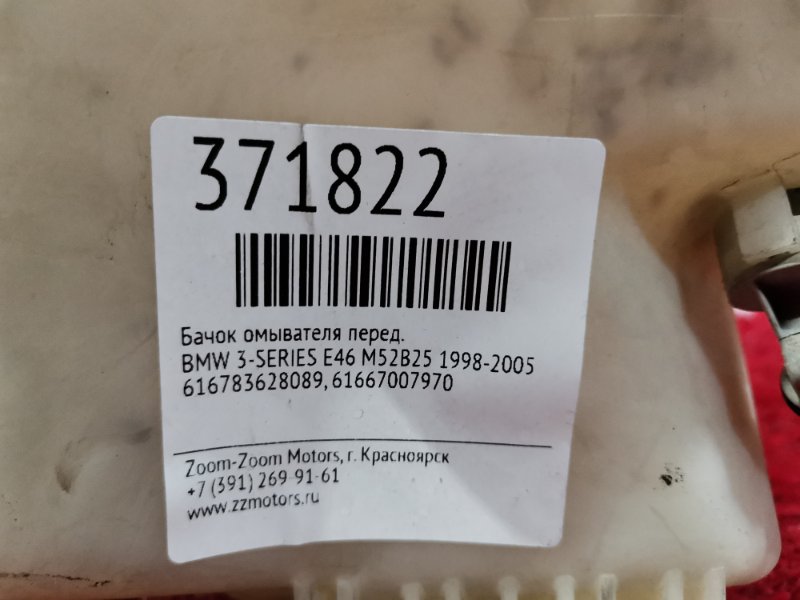 371822
Бачок омывателя перед.
BMW 3-SERIES E46 M52B25 1998-2005
616783628089, 61667007970
Zoom-Zoom Motors, г. Красноярск
+7 (391) 269-91-61
www.zzmotors.ru